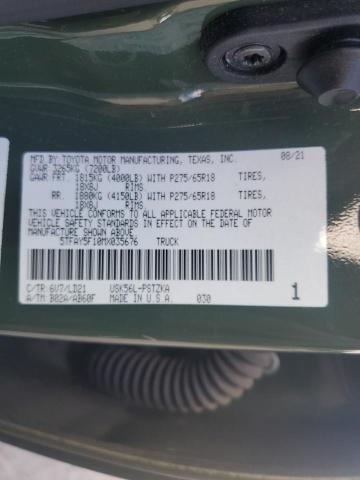 MFD BY TOYOTA MOTOR MANUFACTURING, TEXAS, INC. 08/21
GVWR 3265KG (7200LB)
GAWR FRT. 1815KG (4000LB) WITH P275/65R18 TIRES,
18X8J RIMS.
RR. 1880KG (4150LB) WITH P275/65R18 TIRES,
18X8J RIMS.
THIS VEHICLE CONFORMS TO ALL APPLICABLE FEDERAL MOTOR
VEHICLE SAFETY STANDARDS IN EFFECT ON THE DATE OF
MANUFACTURE SHOWN ABOVE.
5TFAY5F10MX035676 TRUCK
C/TR: 6V7/LD21 USK56L-PSTZKA
A/TM: B02A/AB60F MADE IN U.S.A. 030 1